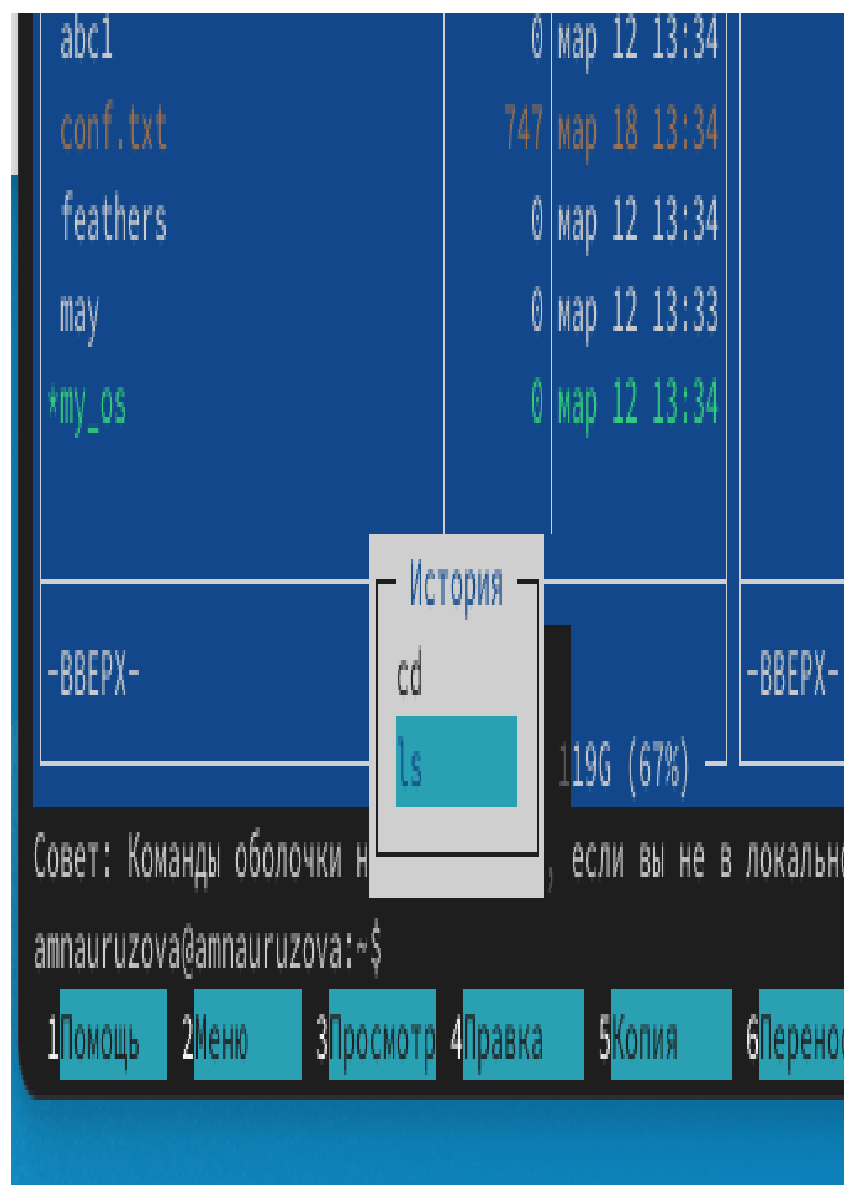 abc1 0 мар 12 13:34
conf.txt 747 мар 18 13:34
feathers 0 мар 12 13:34
may 0 мар 12 13:33
*my_os 0 мар 12 13:34
История
-ВВЕРХ- cd -ВВЕРХ-
ls 119G (67%)
Совет: Команды оболочки н , если вы не в локально
amnauruzova@amnauruzova:~$
1Помощь 2Меню 3Просмотр 4Правка 5Копия 6Перенос